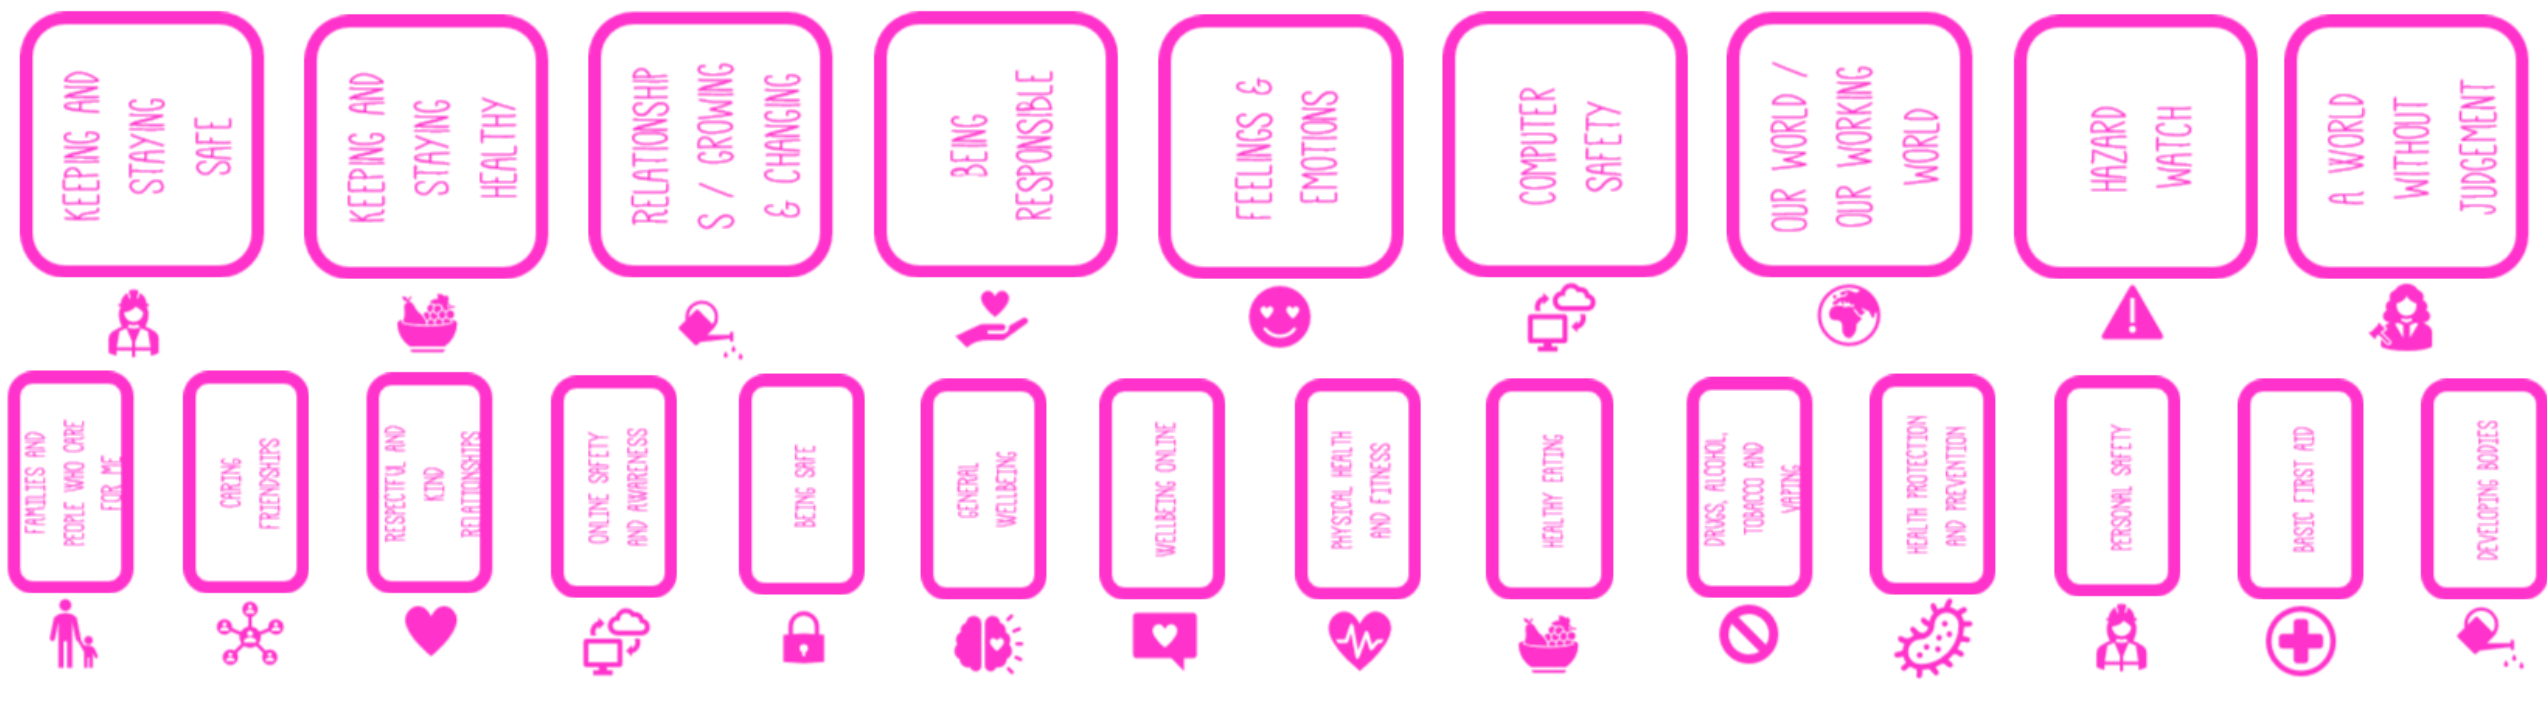 KEEPING AND
STAYING
SAFE
KEEPING AND
STAYING
HEALTHY
RELATIONSHIP
S / GROWING
& CHANGING
BEING
RESPONSIBLE
FEELINGS &
EMOTIONS
COMPUTER
SAFETY
OUR WORLD /
OUR WORKING
WORLD
HAZARD
WATCH
A WORLD
WITHOUT
JUDGEMENT
FAMILIES AND
PEOPLE WHO CARE
FOR ME
CARING
FRIENDSHIPS
RESPECTFUL AND
KIND
RELATIONSHIPS
ONLINE SAFETY
AND AWARENESS
BEING SAFE
GENERAL
WELLBEING
WELLBEING ONLINE
PHYSICAL HEALTH
AND FITNESS
HEALTHY EATING
DRUGS, ALCOHOL,
TOBACCO AND
VAPING
HEALTH PROTECTION
AND PREVENTION
PERSONAL SAFETY
BASIC FIRST AID
DEVELOPING BODIES